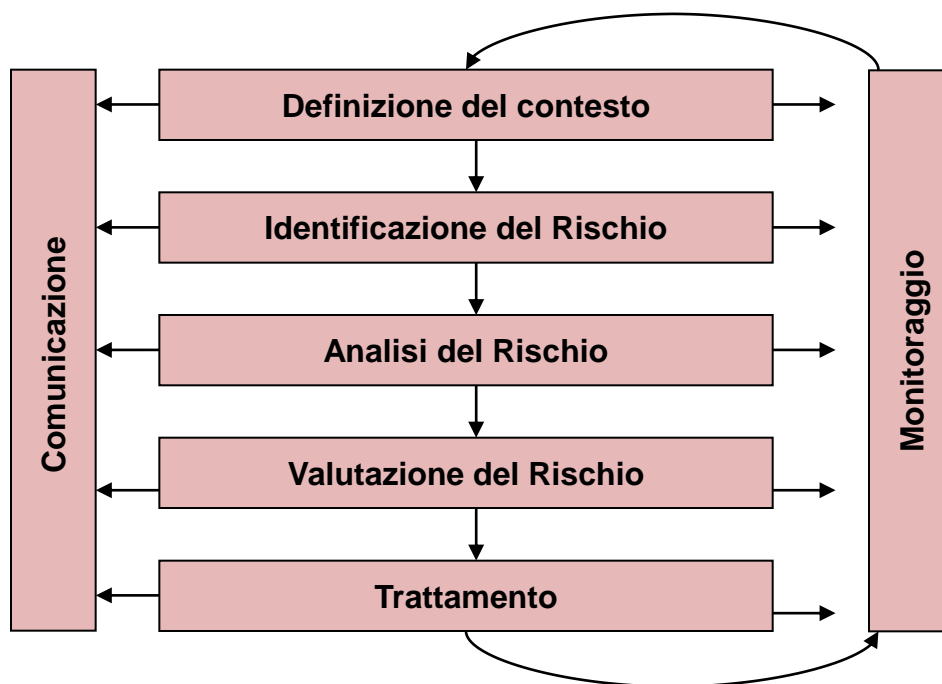 Definizione del contesto
Identificazione del Rischio
Analisi del Rischio
Valutazione del Rischio
Trattamento
Comunicazione
Monitoraggio